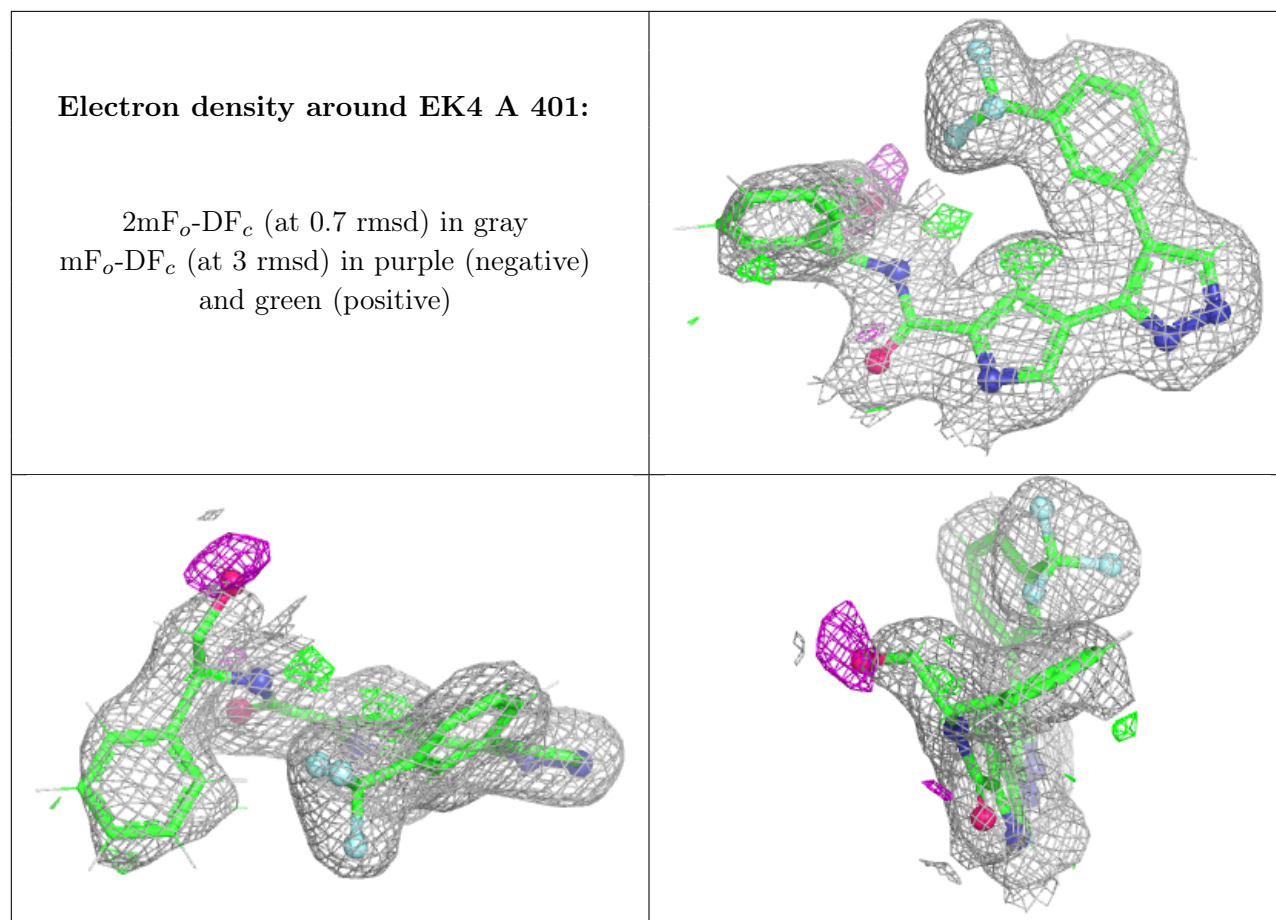 Electron density around EK4 A 401:
2mFo-DFc (at 0.7 rmsd) in gray
mFo-DFc (at 3 rmsd) in purple (negative)
and green (positive)